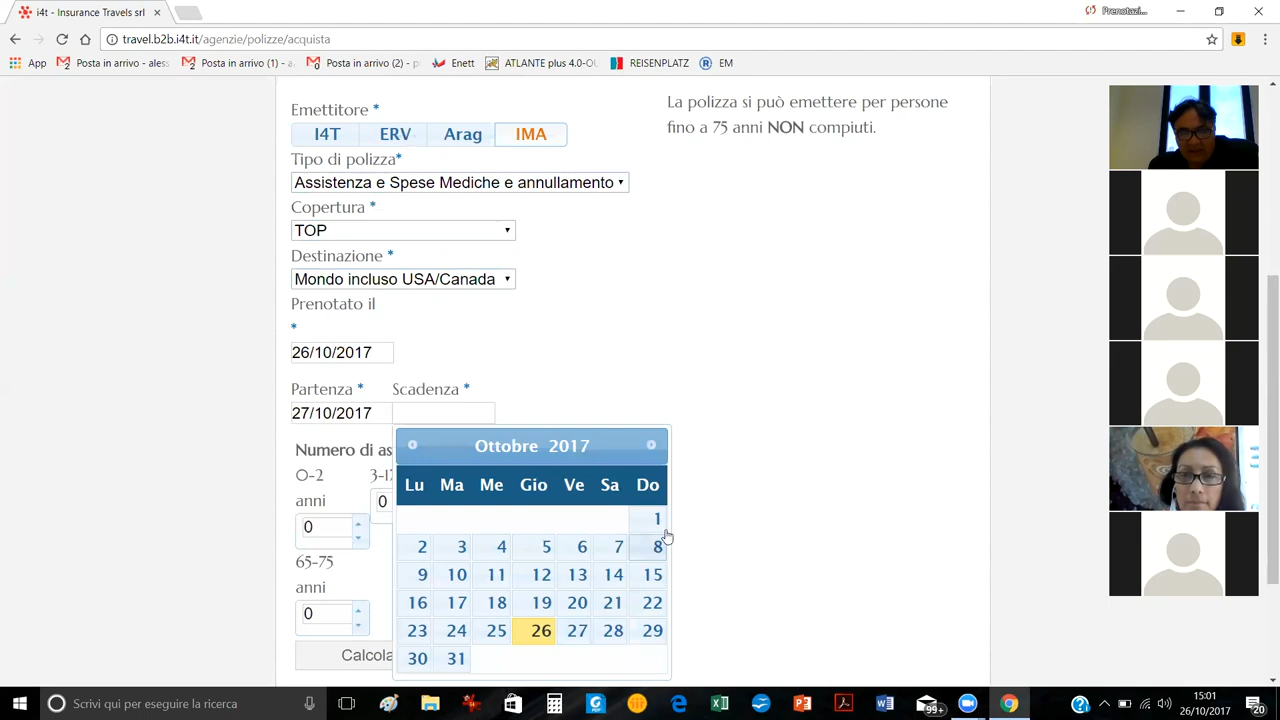 i4t - Insurance Travels srl
Prenotazi...
travel.b2b.i4t.it/agenzie/polizze/acquista
App
Posta in arrivo - aless
Posta in arrivo (1) - a
Posta in arrivo (2) - p
Enett
ATLANTE plus 4.0-OU
REISENPLATZ
EM
Emettitore *
I4T ERV Arag IMA
La polizza si può emettere per persone
fino a 75 anni NON compiuti.
Tipo di polizza*
Assistenza e Spese Mediche e annullamento
Copertura *
TOP
Destinazione *
Mondo incluso USA/Canada
Prenotato il
*
26/10/2017
Partenza * Scadenza *
27/10/2017
Ottobre 2017
Lu Ma Me Gio Ve Sa Do
1
2 3 4 5 6 7 8
9 10 11 12 13 14 15
16 17 18 19 20 21 22
23 24 25 26 27 28 29
30 31
Numero di as
0-2 3-1
anni
0 0
65-75
anni
0
Calcola
Scrivi qui per eseguire la ricerca
99+
15:01
26/10/2017
20